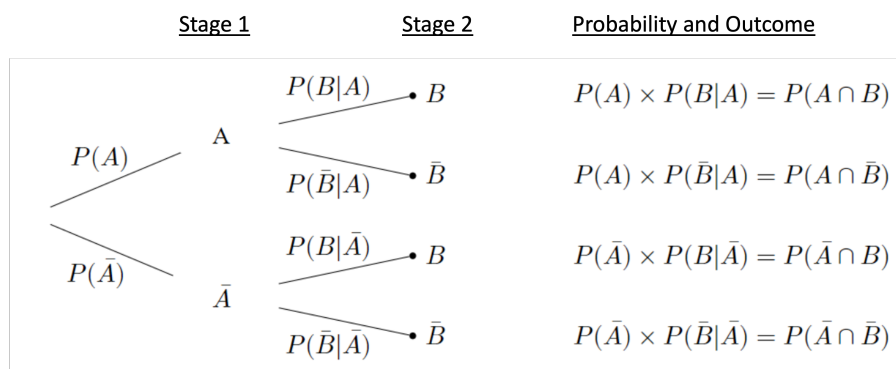 Stage 1 Stage 2 Probability and Outcome
P(B|A) B P(A) × P(B|A) = P(A ∩ B)
A
P(A)
P(B̄|A) B̄ P(A) × P(B̄|A) = P(A ∩ B̄)
P(B|Ā) B P(Ā) × P(B|Ā) = P(Ā ∩ B)
P(Ā)
Ā
P(B̄|Ā) B̄ P(Ā) × P(B̄|Ā) = P(Ā ∩ B̄)